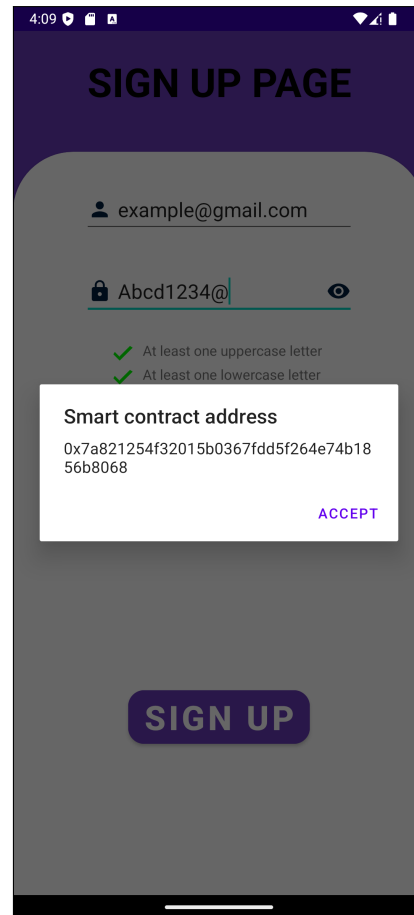 4:09
SIGN UP PAGE
example@gmail.com
Abcd1234@
At least one uppercase letter
At least one lowercase letter
Smart contract address
0x7a821254f32015b0367fdd5f264e74b18
56b8068
ACCEPT
SIGN UP